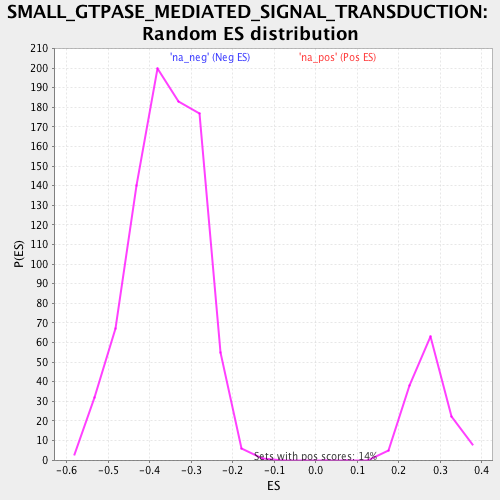 SMALL_GTPASE_MEDIATED_SIGNAL_TRANSDUCTION:
Random ES distribution
'na_neg' (Neg ES)
'na_pos' (Pos ES)
210
200
190
180
170
160
150
140
130
120
110
100
90
80
70
60
50
40
30
20
10
0
P(ES)
Sets with pos scores: 14%
-0.6 -0.5 -0.4 -0.3 -0.2 -0.1 0.0 0.1 0.2 0.3 0.4
ES